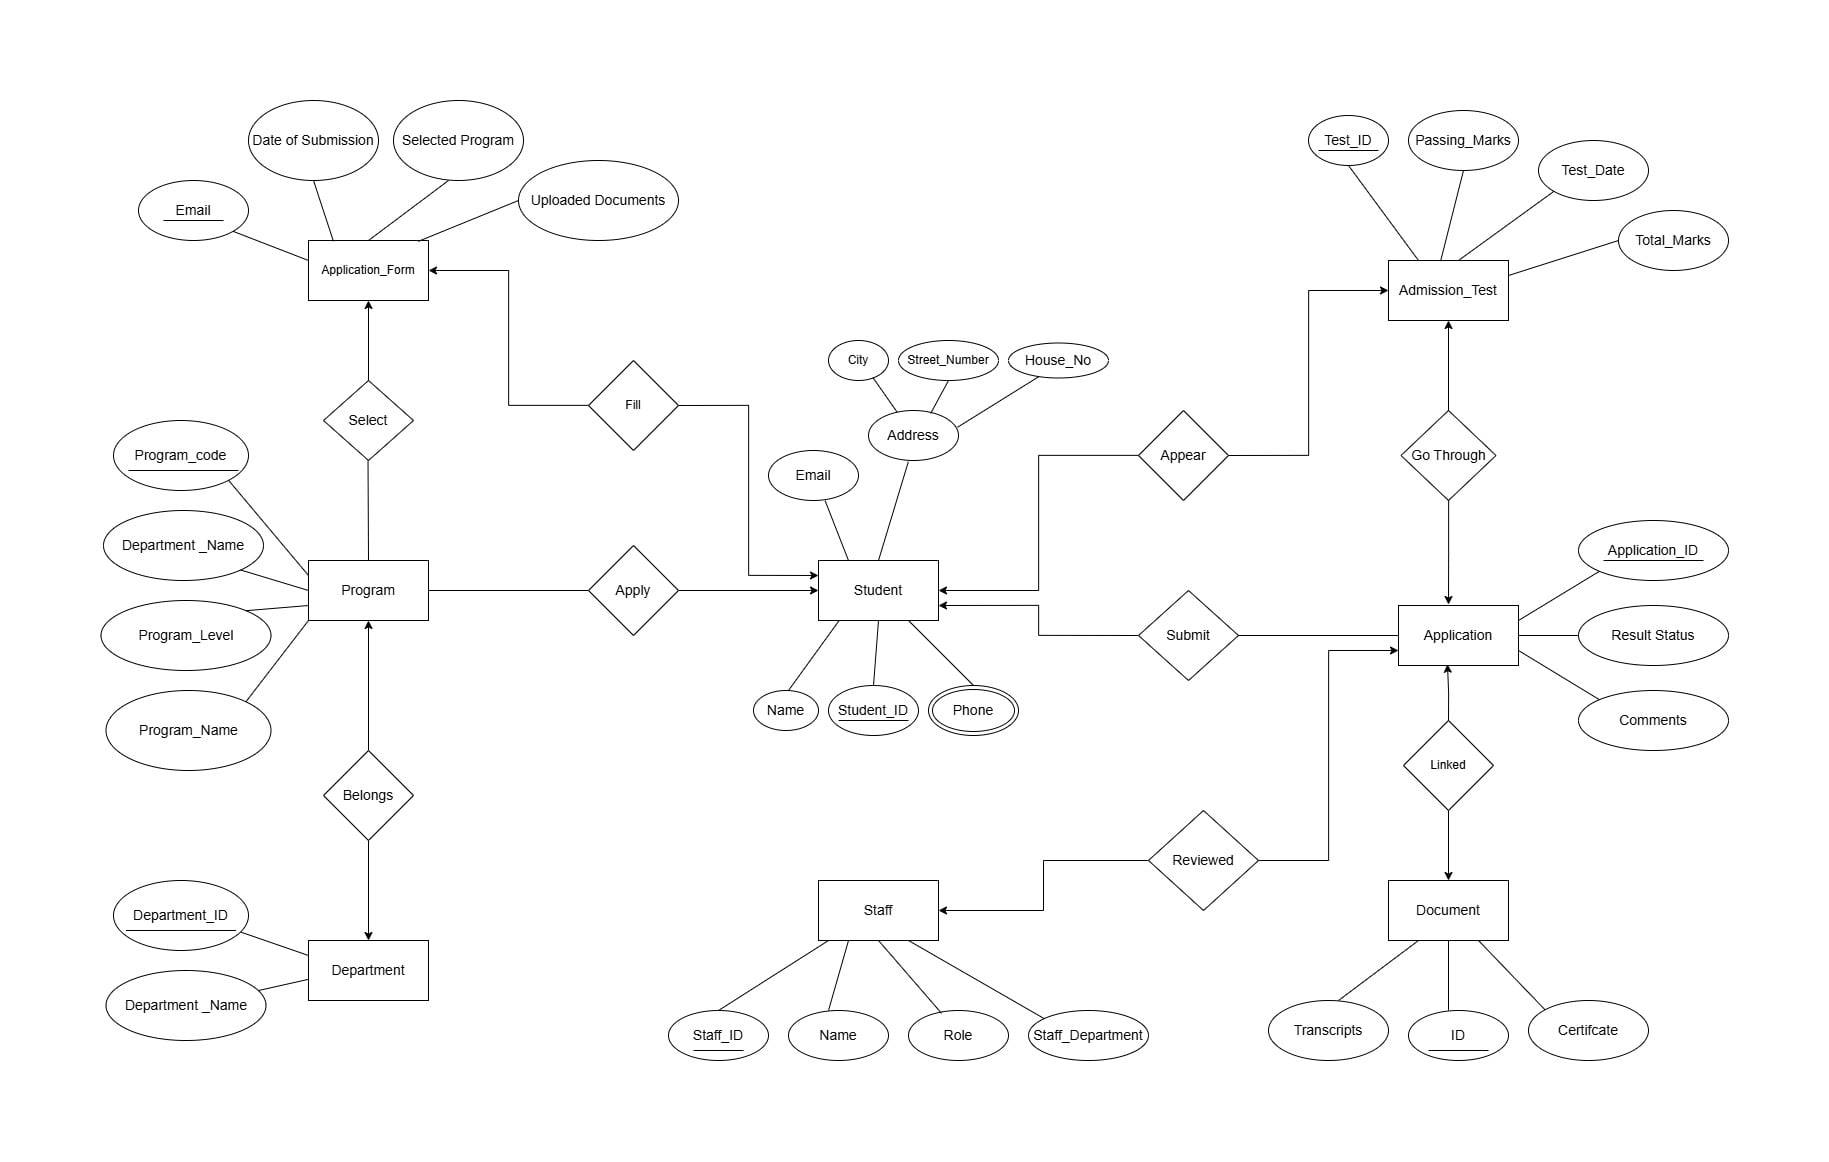 Date of Submission
Selected Program
Uploaded Documents
Email
Application_Form
Test_ID
Passing_Marks
Test_Date
Total_Marks
Admission_Test
Fill
Select
City
Street_Number
House_No
Address
Email
Appear
Go Through
Program_code
Department _Name
Program_Level
Program_Name
Program
Apply
Student
Submit
Application
Application_ID
Result Status
Comments
Name
Student_ID
Phone
Belongs
Linked
Reviewed
Department_ID
Department _Name
Department
Staff
Document
Staff_ID
Name
Role
Staff_Department
Transcripts
ID
Certifcate